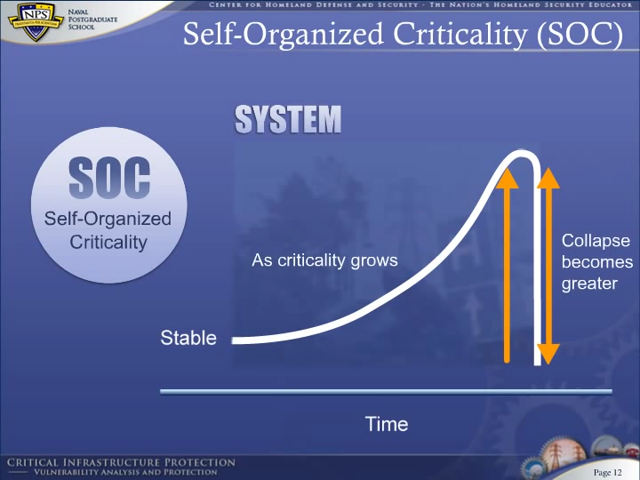 Center for Homeland Defense and Security - The Nation's Homeland Security Educator
NPS
Naval
Postgraduate
School
Self-Organized Criticality (SOC)
SYSTEM
SOC
Self-Organized
Criticality
As criticality grows
Collapse
becomes
greater
Stable
Time
Critical Infrastructure Protection
Vulnerability Analysis and Protection
Page 12